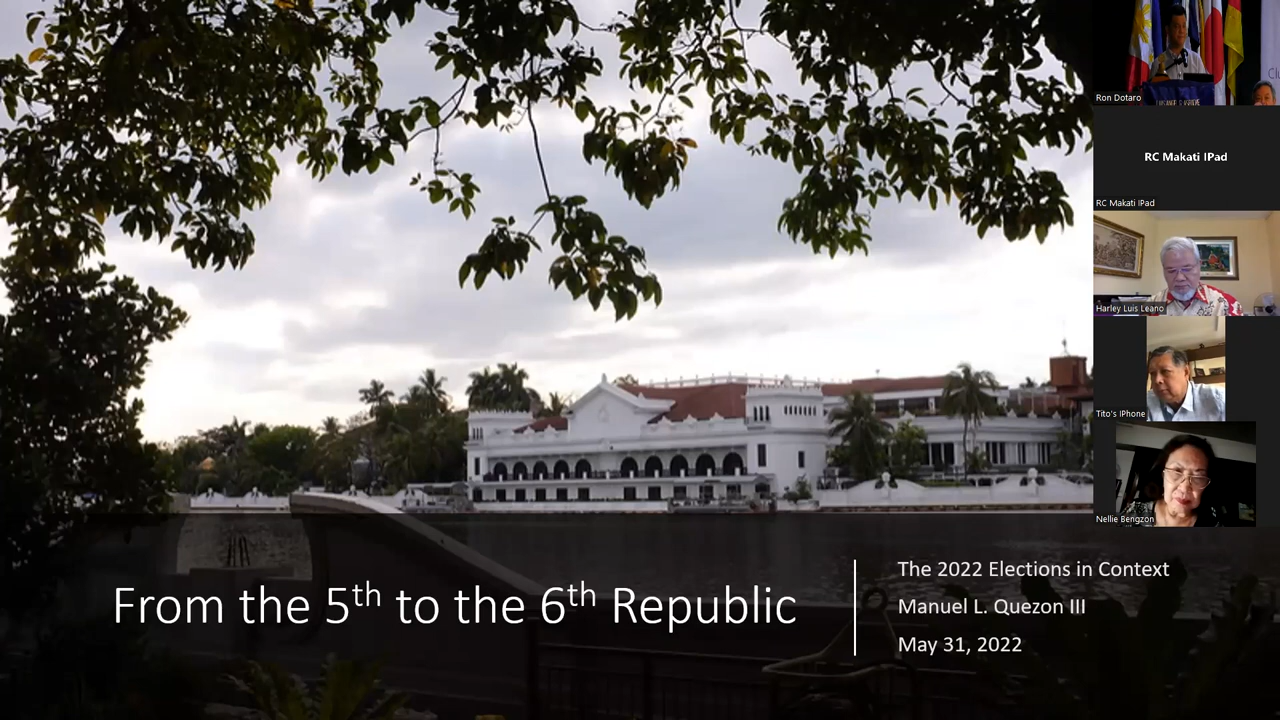 From the 5th to the 6th Republic
The 2022 Elections in Context
Manuel L. Quezon III
May 31, 2022
Ron Dotaro
RC Makati IPad
RC Makati IPad
Harley Luis Leano
Tito's IPhone
Nellie Bengzon